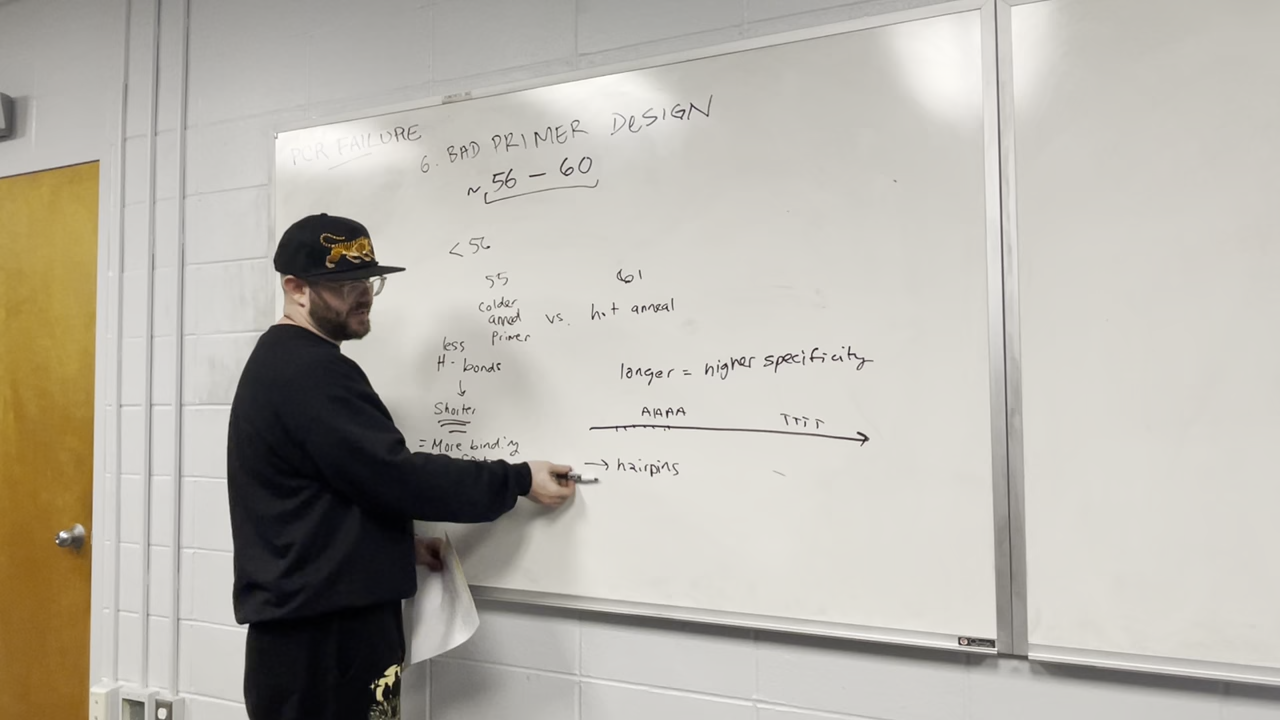 PCR FAILURE
6. BAD PRIMER DeSIGN
~ 56 – 60
< 56
55
61
colder
anneal
primer
vs.
hot anneal
less
H- bonds
↓
Shorter
= More binding
longer = higher specificity
AAAA
TTTT
→ hairpins